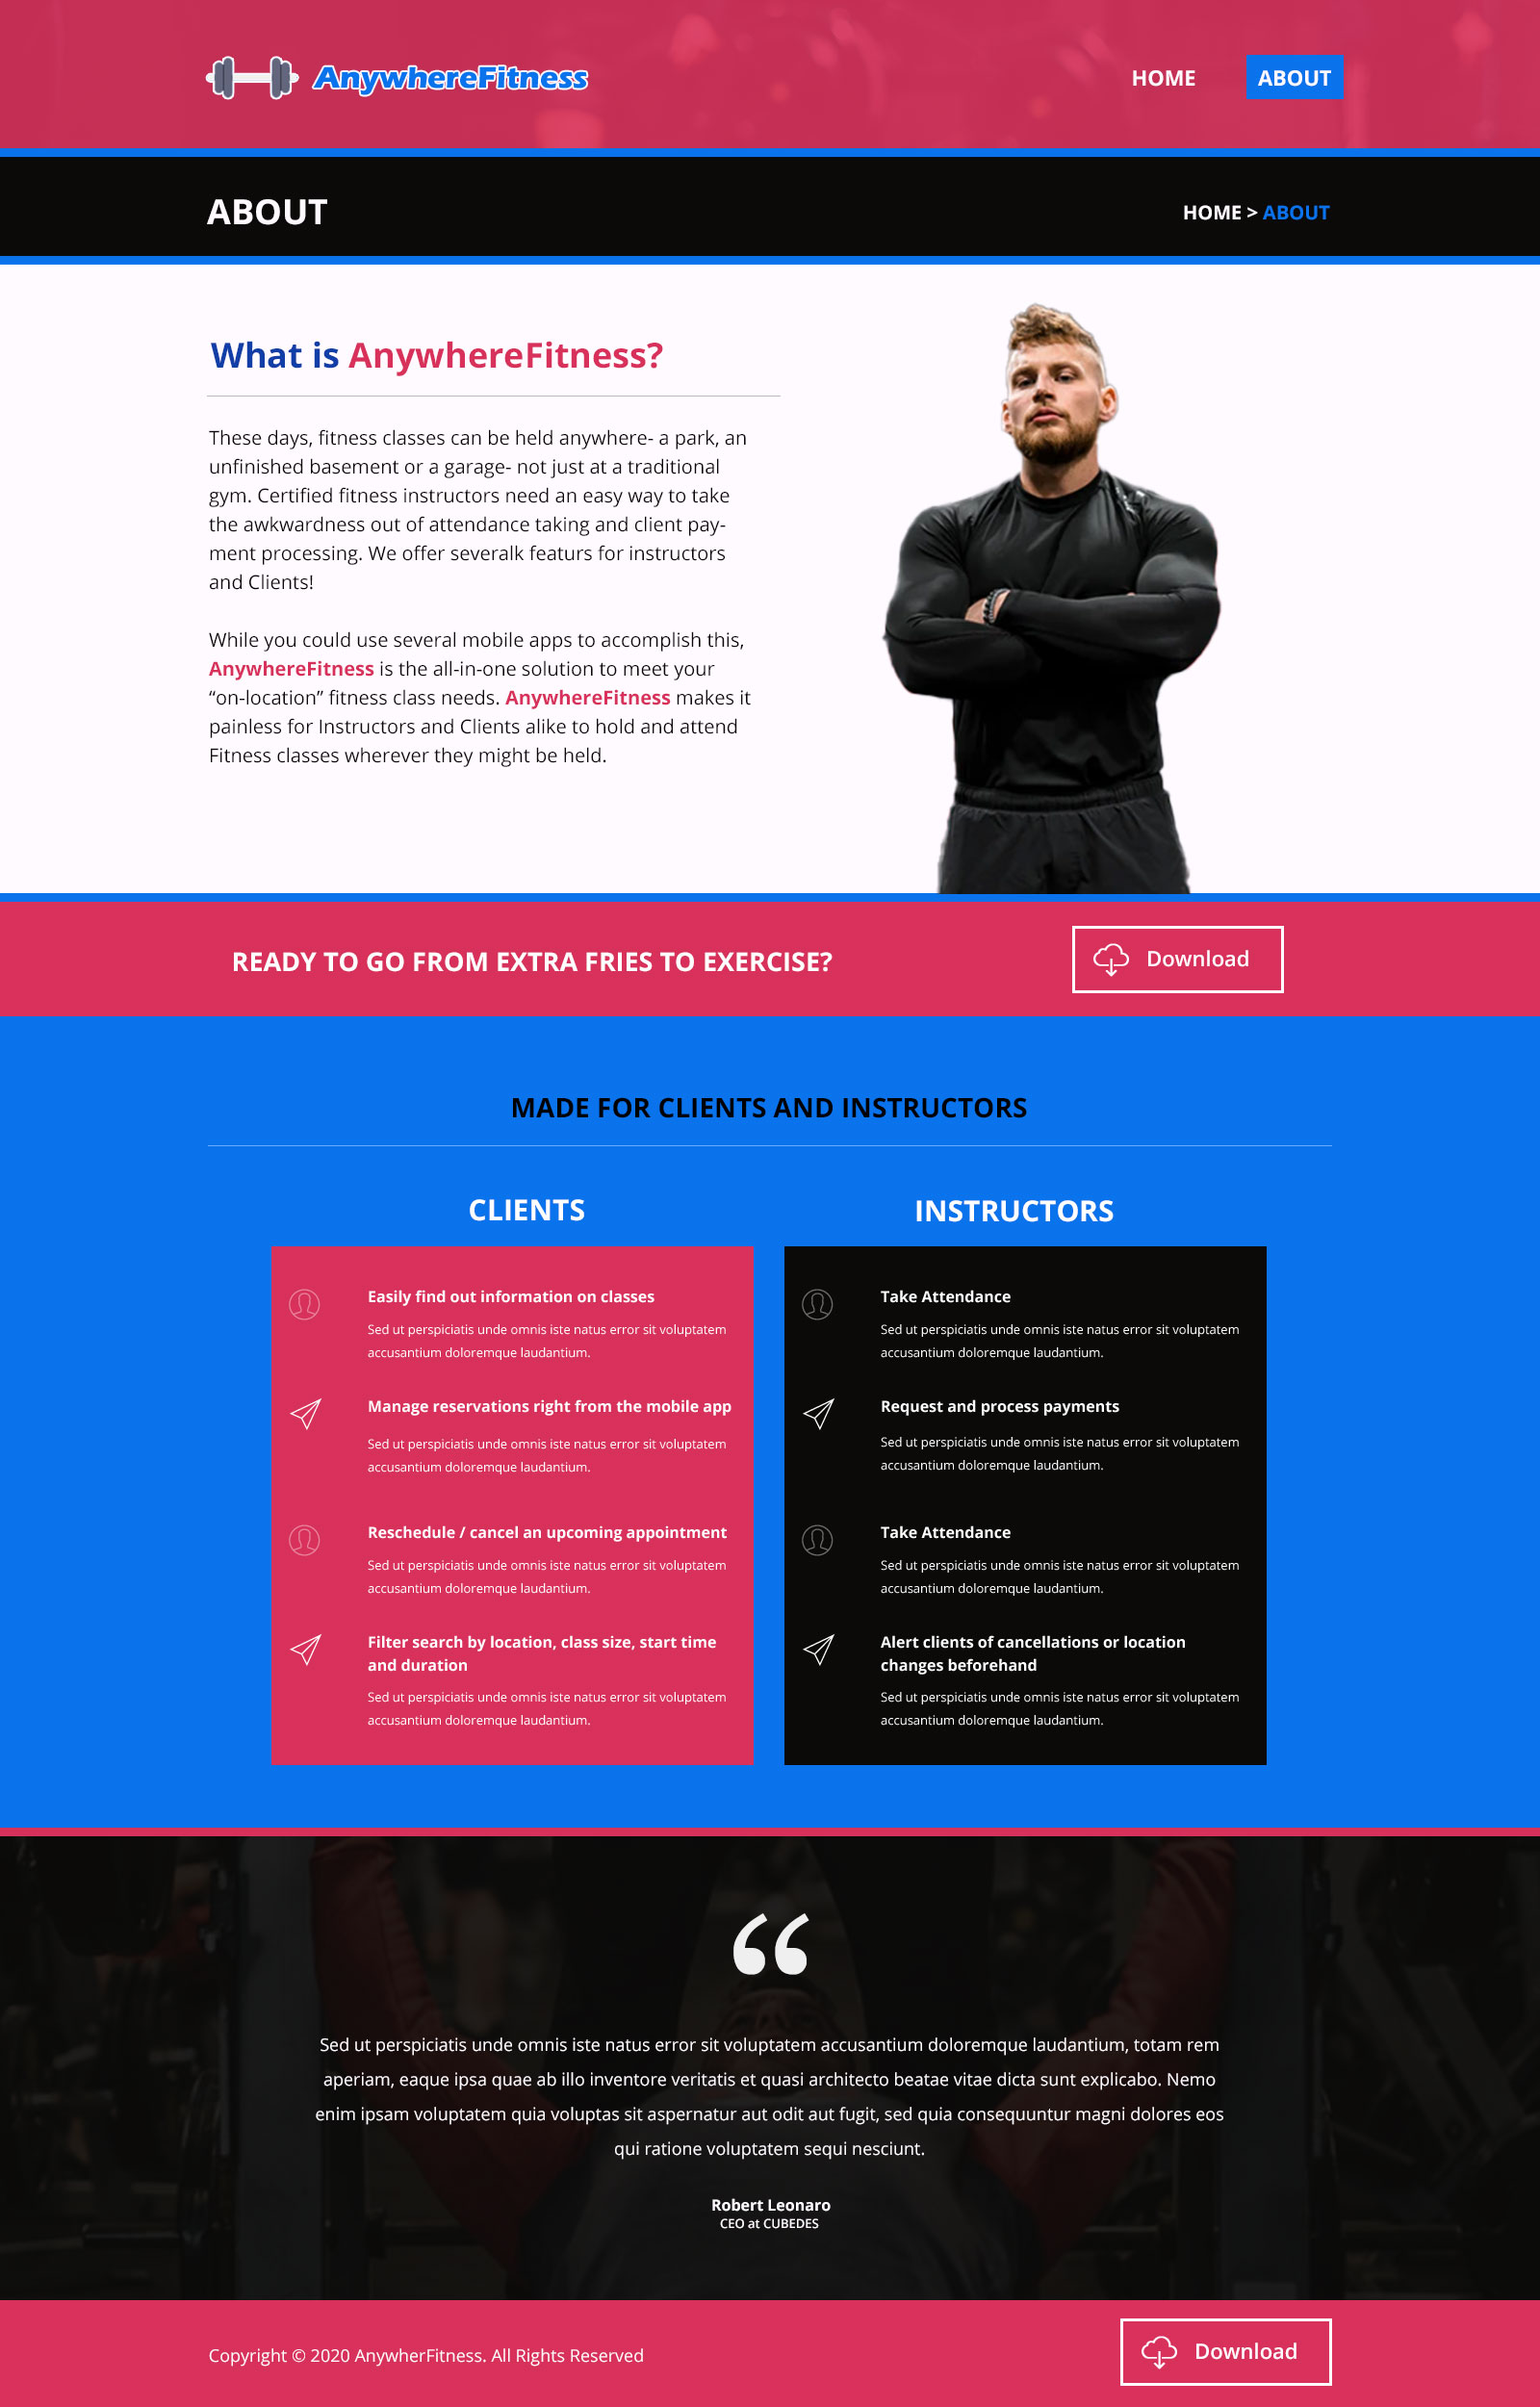 AnywhereFitness
HOME ABOUT
ABOUT
HOME > ABOUT
What is AnywhereFitness?
These days, fitness classes can be held anywhere- a park, an
unfinished basement or a garage- not just at a traditional
gym. Certified fitness instructors need an easy way to take
the awkwardness out of attendance taking and client pay-
ment processing. We offer severalk featurs for instructors
and Clients!
While you could use several mobile apps to accomplish this,
AnywhereFitness is the all-in-one solution to meet your
“on-location” fitness class needs. AnywhereFitness makes it
painless for Instructors and Clients alike to hold and attend
Fitness classes wherever they might be held.
READY TO GO FROM EXTRA FRIES TO EXERCISE?
Download
MADE FOR CLIENTS AND INSTRUCTORS
CLIENTS
Easily find out information on classes
Sed ut perspiciatis unde omnis iste natus error sit voluptatem
accusantium doloremque laudantium.
Manage reservations right from the mobile app
Sed ut perspiciatis unde omnis iste natus error sit voluptatem
accusantium doloremque laudantium.
Reschedule / cancel an upcoming appointment
Sed ut perspiciatis unde omnis iste natus error sit voluptatem
accusantium doloremque laudantium.
Filter search by location, class size, start time
and duration
Sed ut perspiciatis unde omnis iste natus error sit voluptatem
accusantium doloremque laudantium.
INSTRUCTORS
Take Attendance
Sed ut perspiciatis unde omnis iste natus error sit voluptatem
accusantium doloremque laudantium.
Request and process payments
Sed ut perspiciatis unde omnis iste natus error sit voluptatem
accusantium doloremque laudantium.
Take Attendance
Sed ut perspiciatis unde omnis iste natus error sit voluptatem
accusantium doloremque laudantium.
Alert clients of cancellations or location
changes beforehand
Sed ut perspiciatis unde omnis iste natus error sit voluptatem
accusantium doloremque laudantium.
“
Sed ut perspiciatis unde omnis iste natus error sit voluptatem accusantium doloremque laudantium, totam rem
aperiam, eaque ipsa quae ab illo inventore veritatis et quasi architecto beatae vitae dicta sunt explicabo. Nemo
enim ipsam voluptatem quia voluptas sit aspernatur aut odit aut fugit, sed quia consequuntur magni dolores eos
qui ratione voluptatem sequi nesciunt.
Robert Leonaro
CEO at CUBEDES
Copyright © 2020 AnywherFitness. All Rights Reserved
Download